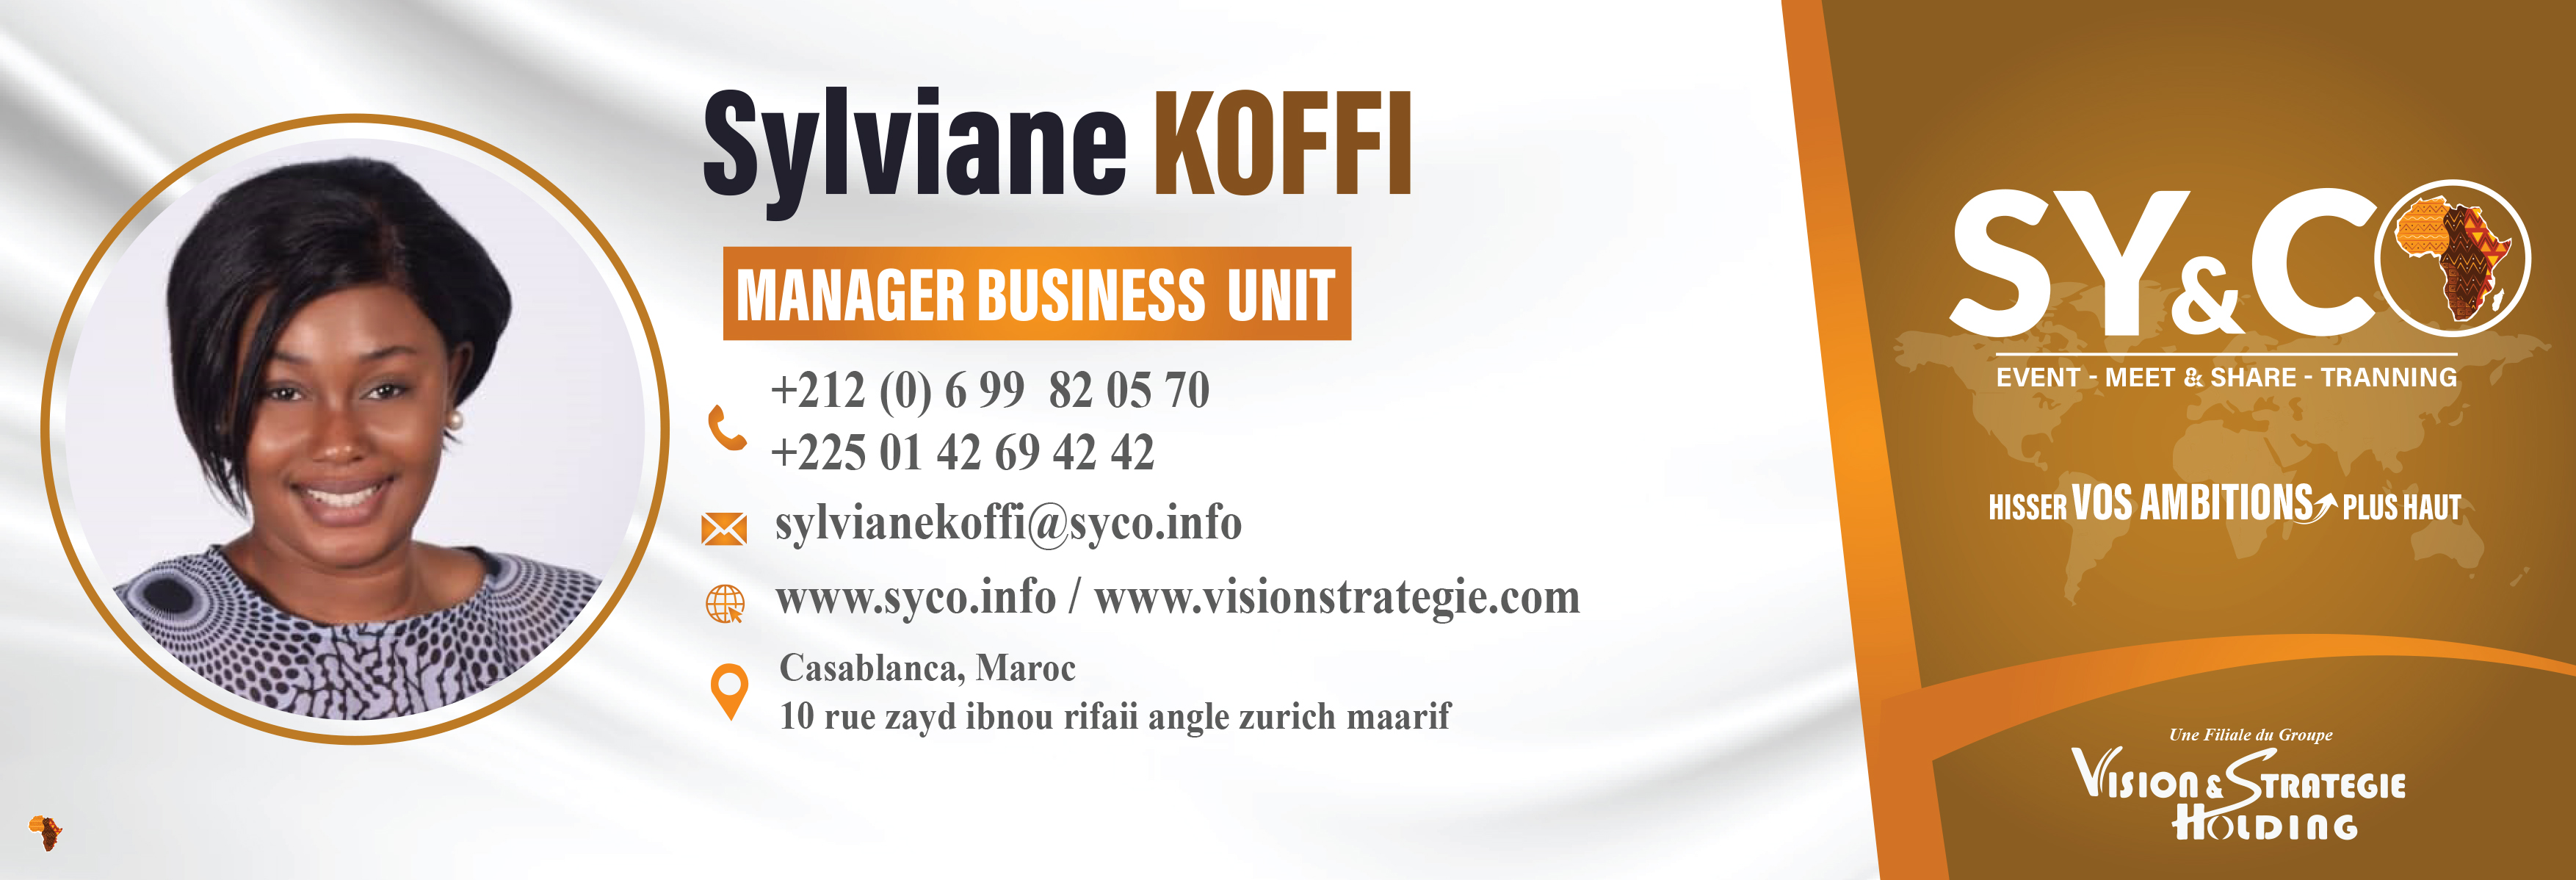 Sylviane KOFFI
MANAGER BUSINESS UNIT
+212 (0) 6 99 82 05 70
+225 01 42 69 42 42
sylvianekoffi@syco.info
www.syco.info / www.visionstrategie.com
Casablanca, Maroc
10 rue zayd ibnou rifaii angle zurich maarif
SY&CO
EVENT - MEET & SHARE - TRANNING
HISSER VOS AMBITIONS PLUS HAUT
Une Filiale du Groupe
VISION & STRATEGIE
HOLDING